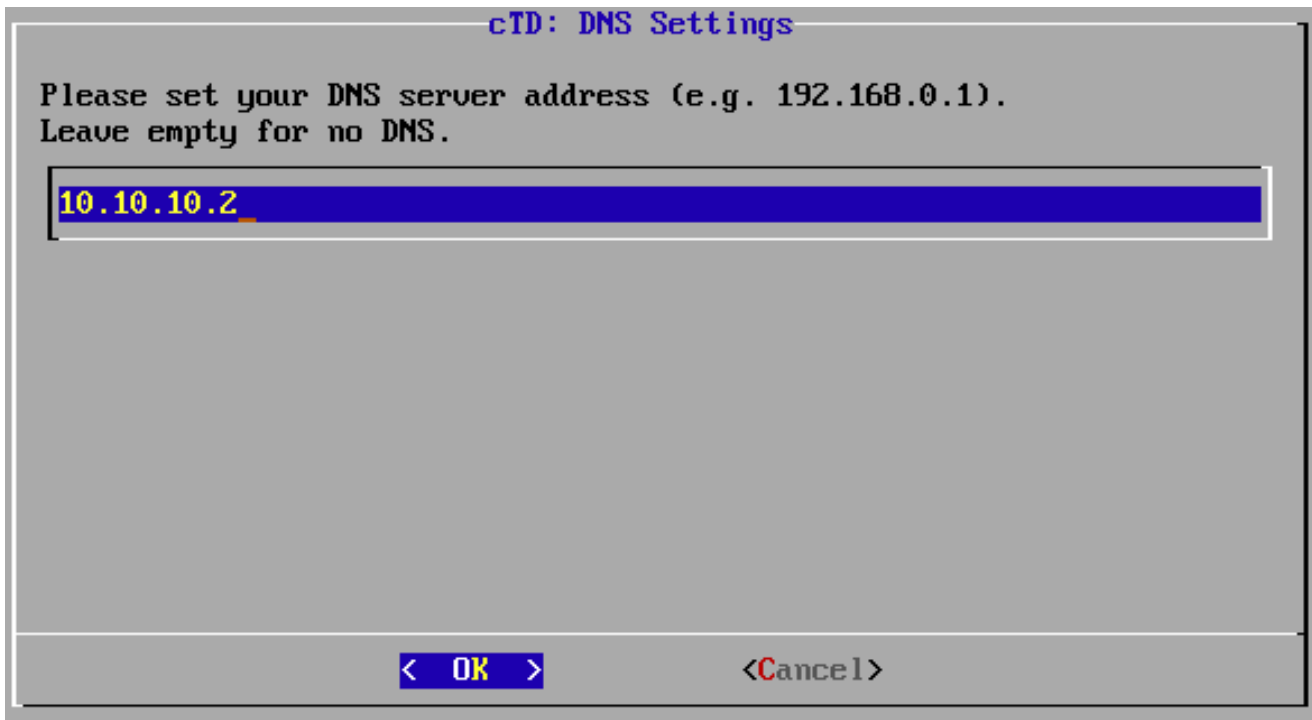 cTD: DNS Settings
Please set your DNS server address (e.g. 192.168.0.1).
Leave empty for no DNS.
10.10.10.2_
< OK > <Cancel>